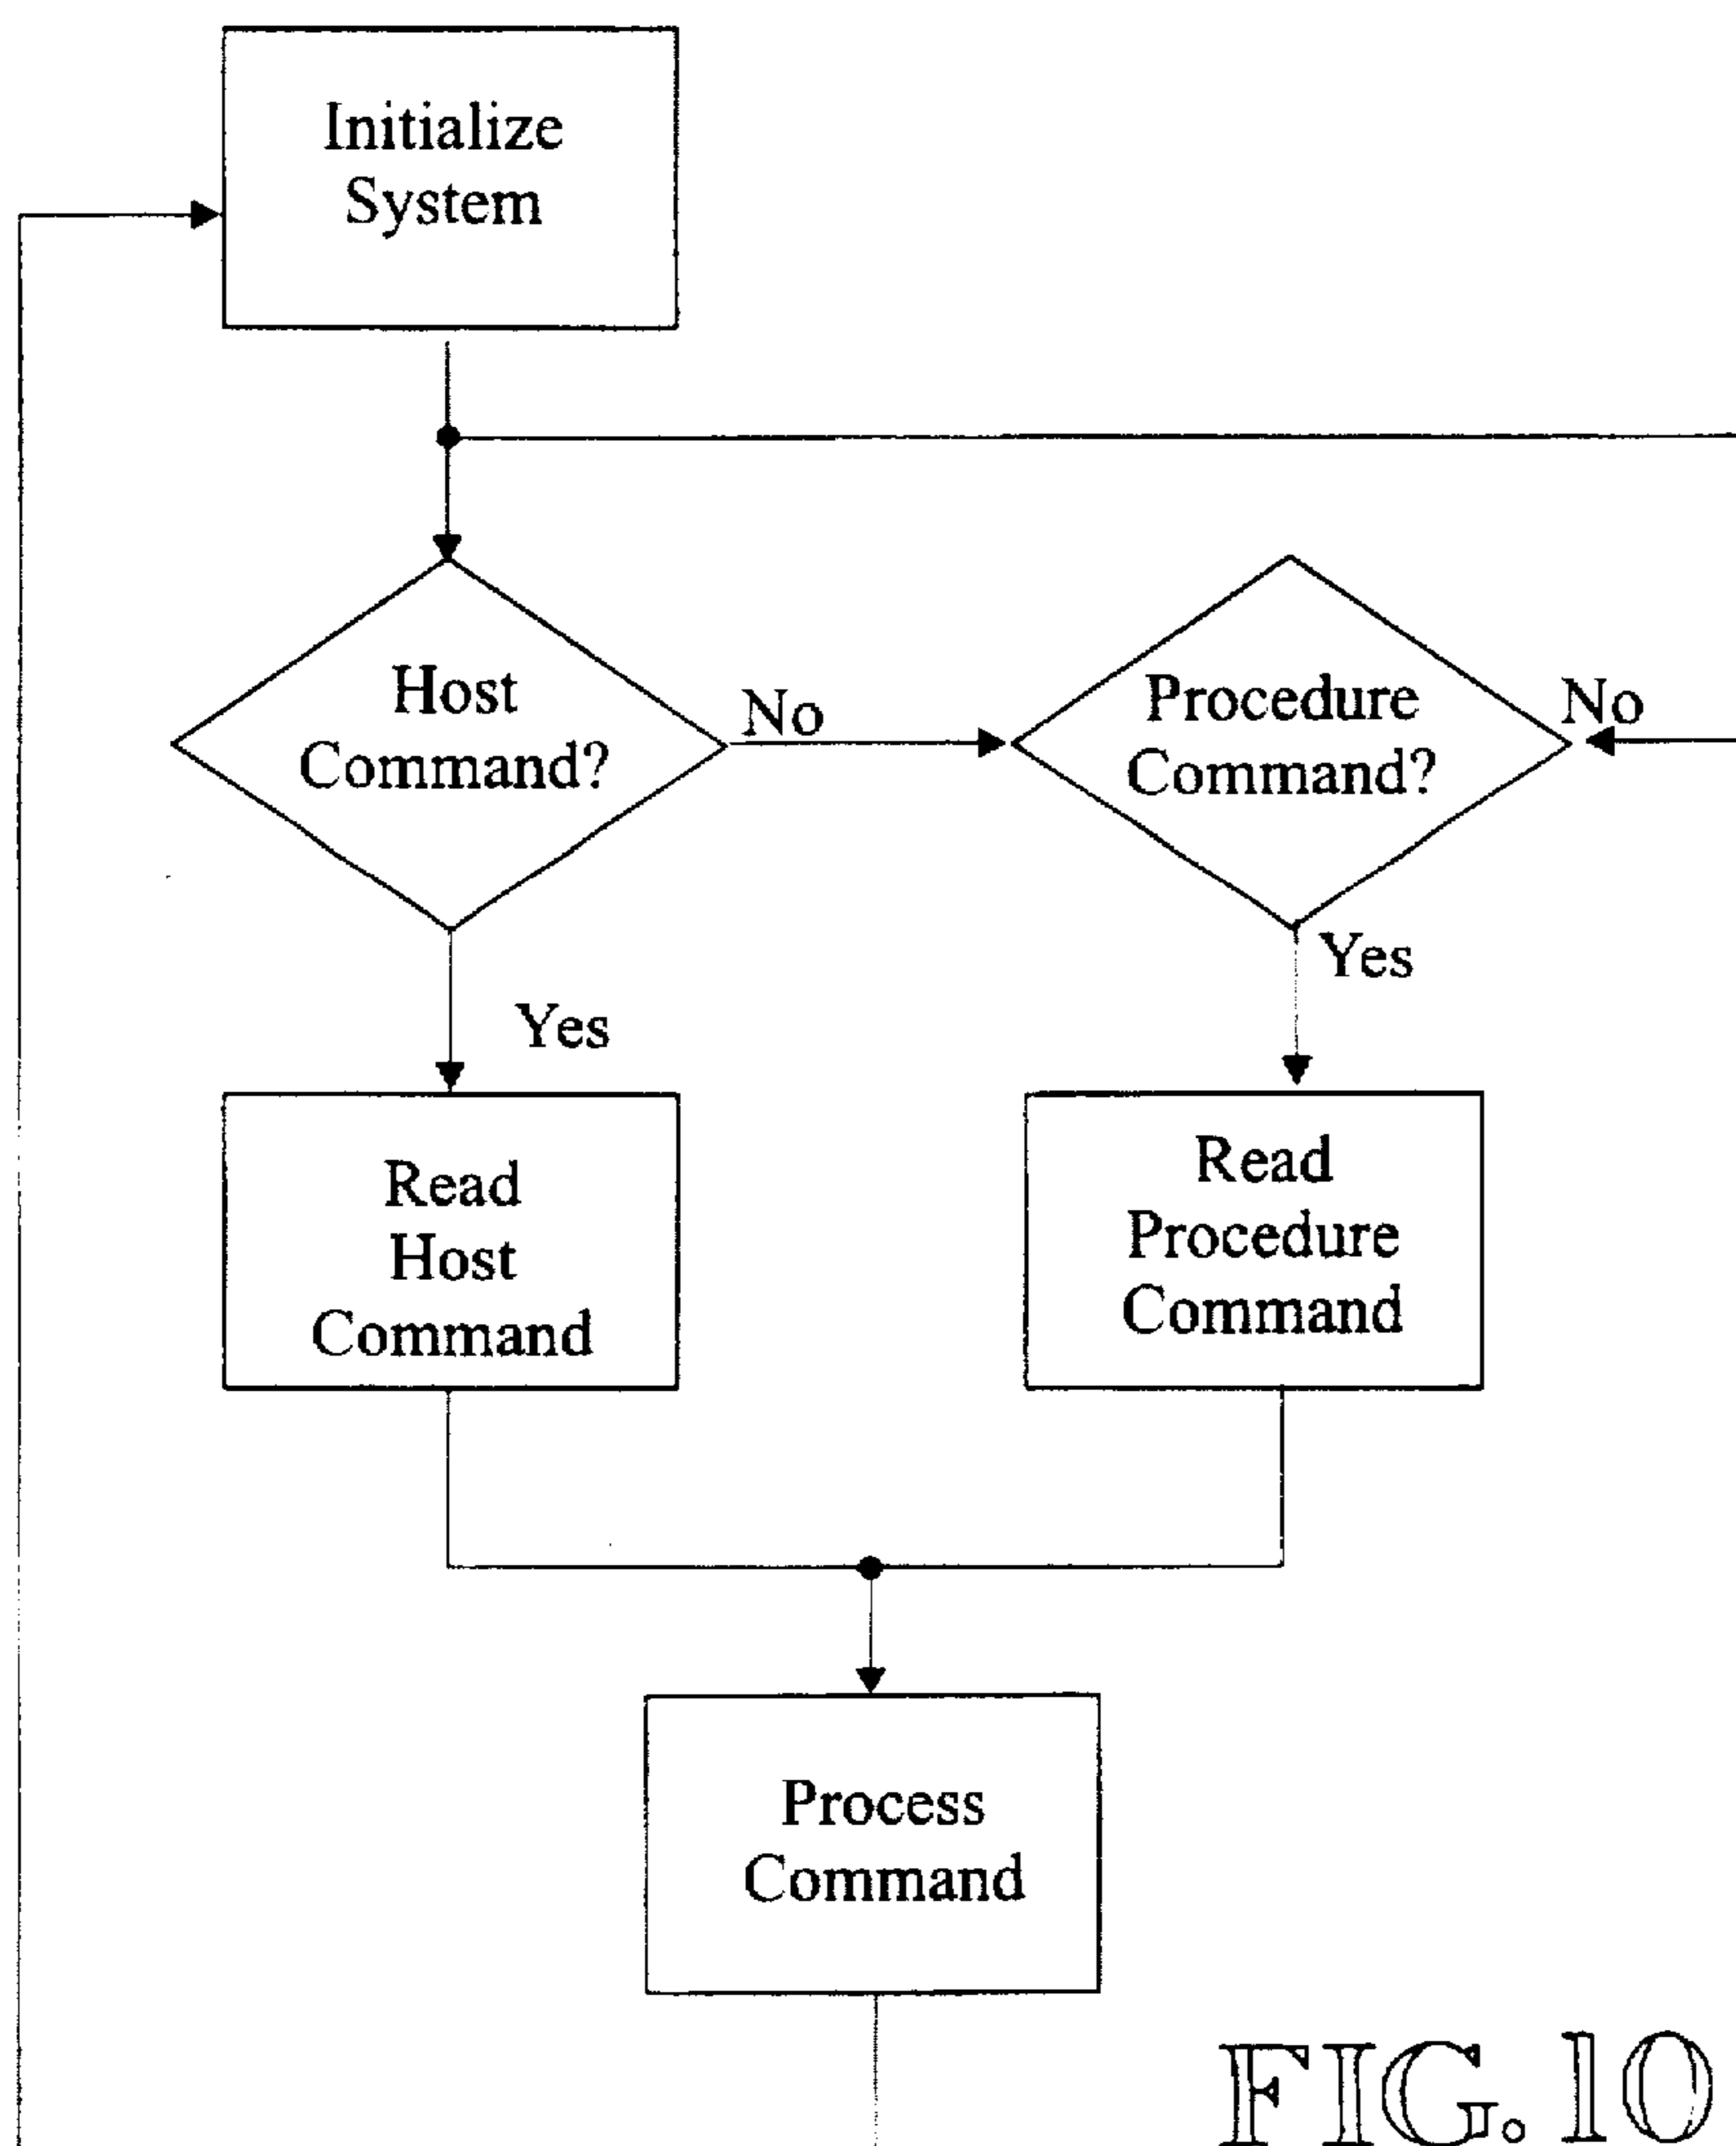 Initialize
System
Host
Command?
No
Procedure
Command?
No
Yes
Yes
Read
Host
Command
Read
Procedure
Command
Process
Command
FIG.10